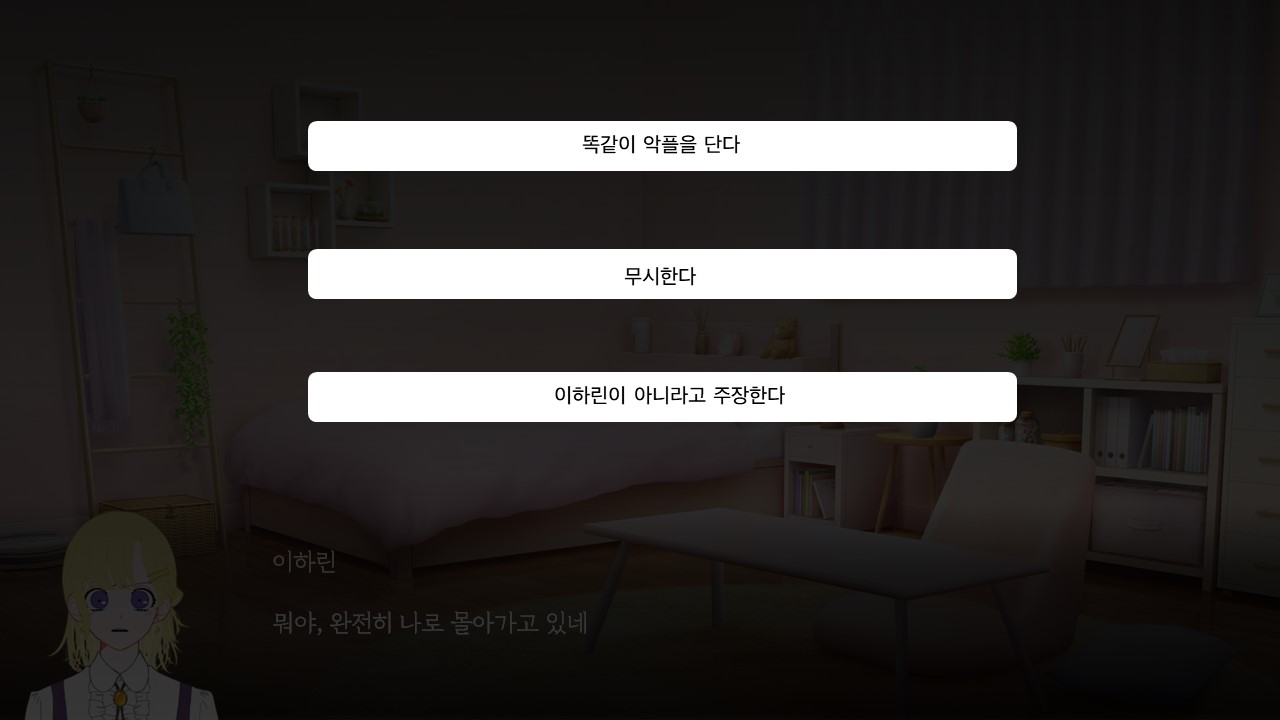 똑같이 악플을 단다
무시한다
이하린이 아니라고 주장한다
이하린
뭐야, 완전히 나로 몰아가고 있네